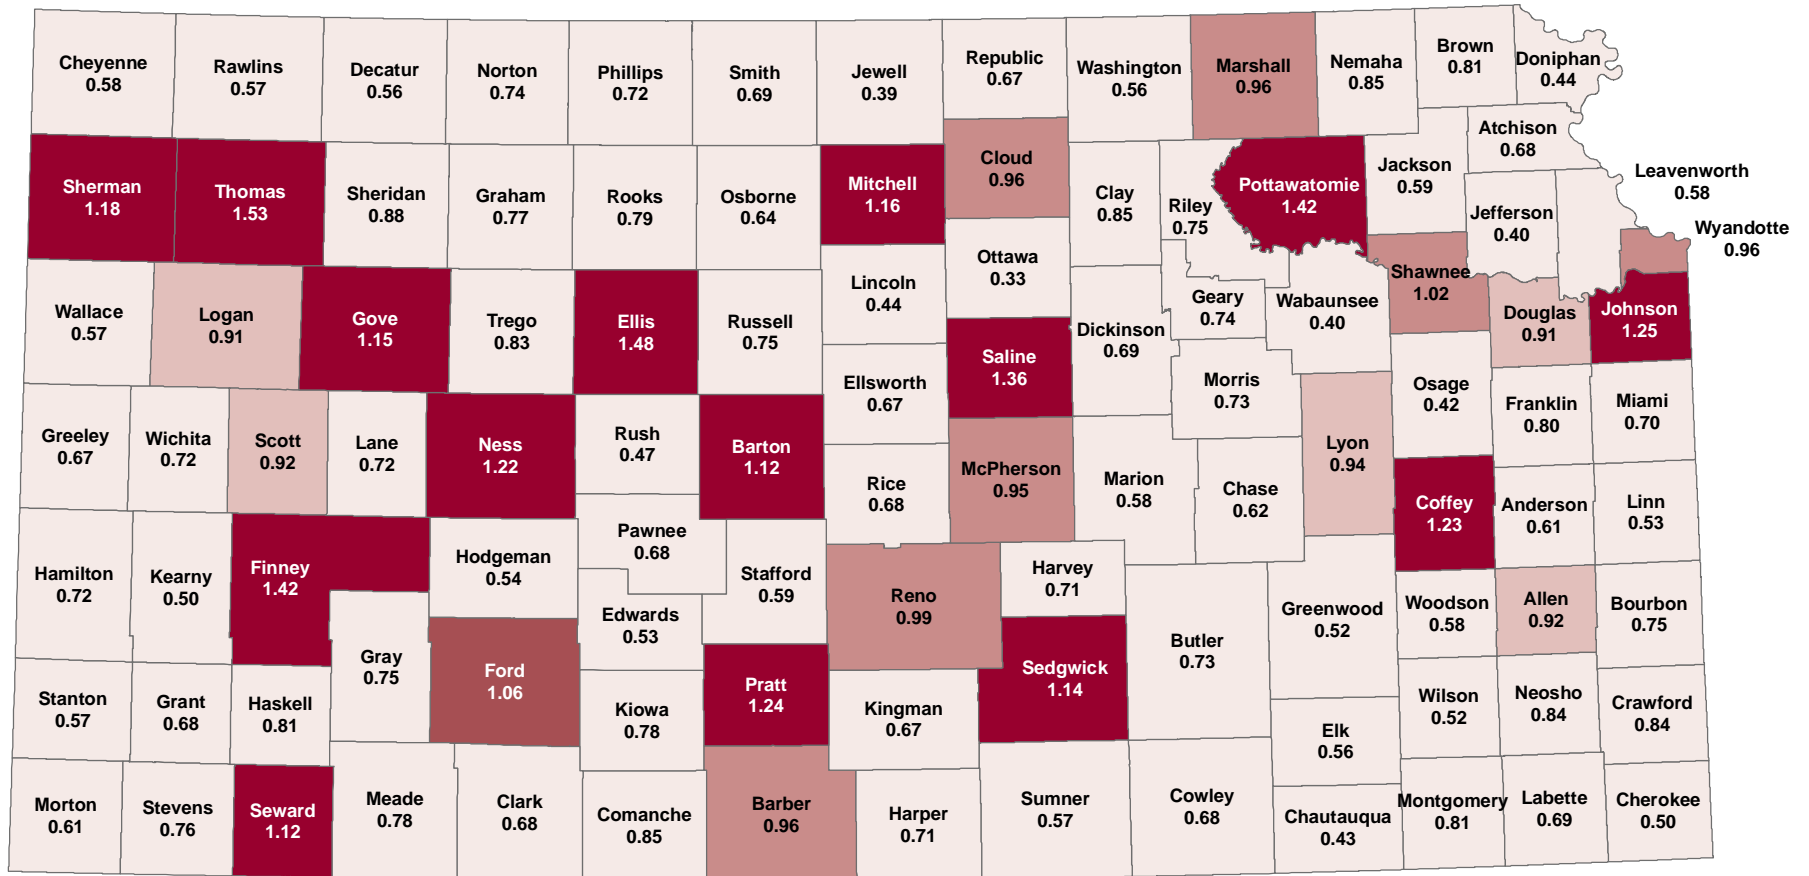 Cheyenne
0.58
Rawlins
0.57
Decatur
0.56
Norton
0.74
Phillips
0.72
Smith
0.69
Jewell
0.39
Republic
0.67
Washington
0.56
Marshall
0.96
Nemaha
0.85
Brown
0.81
Doniphan
0.44
Sherman
1.18
Thomas
1.53
Sheridan
0.88
Graham
0.77
Rooks
0.79
Osborne
0.64
Mitchell
1.16
Cloud
0.96
Clay
0.85
Riley
0.75
Pottawatomie
1.42
Jackson
0.59
Atchison
0.68
Jefferson
0.40
Leavenworth
0.58
Wyandotte
0.96
Wallace
0.57
Logan
0.91
Gove
1.15
Trego
0.83
Ellis
1.48
Russell
0.75
Lincoln
0.44
Ottawa
0.33
Saline
1.36
Dickinson
0.69
Geary
0.74
Wabaunsee
0.40
Shawnee
1.02
Douglas
0.91
Johnson
1.25
Greeley
0.67
Wichita
0.72
Scott
0.92
Lane
0.72
Ness
1.22
Rush
0.47
Barton
1.12
Ellsworth
0.67
Rice
0.68
McPherson
0.95
Marion
0.58
Morris
0.73
Chase
0.62
Lyon
0.94
Osage
0.42
Franklin
0.80
Miami
0.70
Coffey
1.23
Anderson
0.61
Linn
0.53
Hamilton
0.72
Kearny
0.50
Finney
1.42
Hodgeman
0.54
Pawnee
0.68
Stafford
0.59
Edwards
0.53
Gray
0.75
Ford
1.06
Reno
0.99
Harvey
0.71
Sedgwick
1.14
Butler
0.73
Greenwood
0.52
Woodson
0.58
Allen
0.92
Bourbon
0.75
Stanton
0.57
Grant
0.68
Haskell
0.81
Kiowa
0.78
Pratt
1.24
Kingman
0.67
Elk
0.56
Wilson
0.52
Neosho
0.84
Crawford
0.84
Morton
0.61
Stevens
0.76
Seward
1.12
Meade
0.78
Clark
0.68
Comanche
0.85
Barber
0.96
Harper
0.71
Sumner
0.57
Cowley
0.68
Chautauqua
0.43
Montgomery
0.81
Labette
0.69
Cherokee
0.50